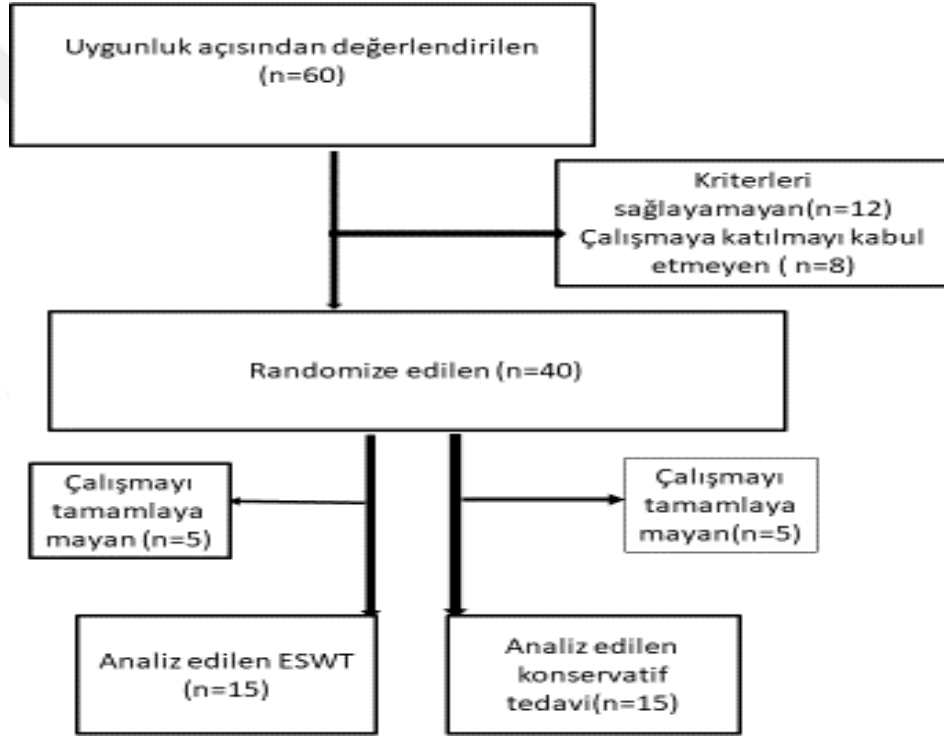 Uygunluk açısından değerlendirilen
(n=60)
Kriterleri
sağlayamayan(n=12)
Çalışmaya katılmayı kabul
etmeyen ( n=8)
Randomize edilen (n=40)
Çalışmayı
tamamlaya
mayan (n=5)
Çalışmayı
tamamlaya
mayan(n=5)
Analiz edilen ESWT
(n=15)
Analiz edilen
konservatif
tedavi(n=15)